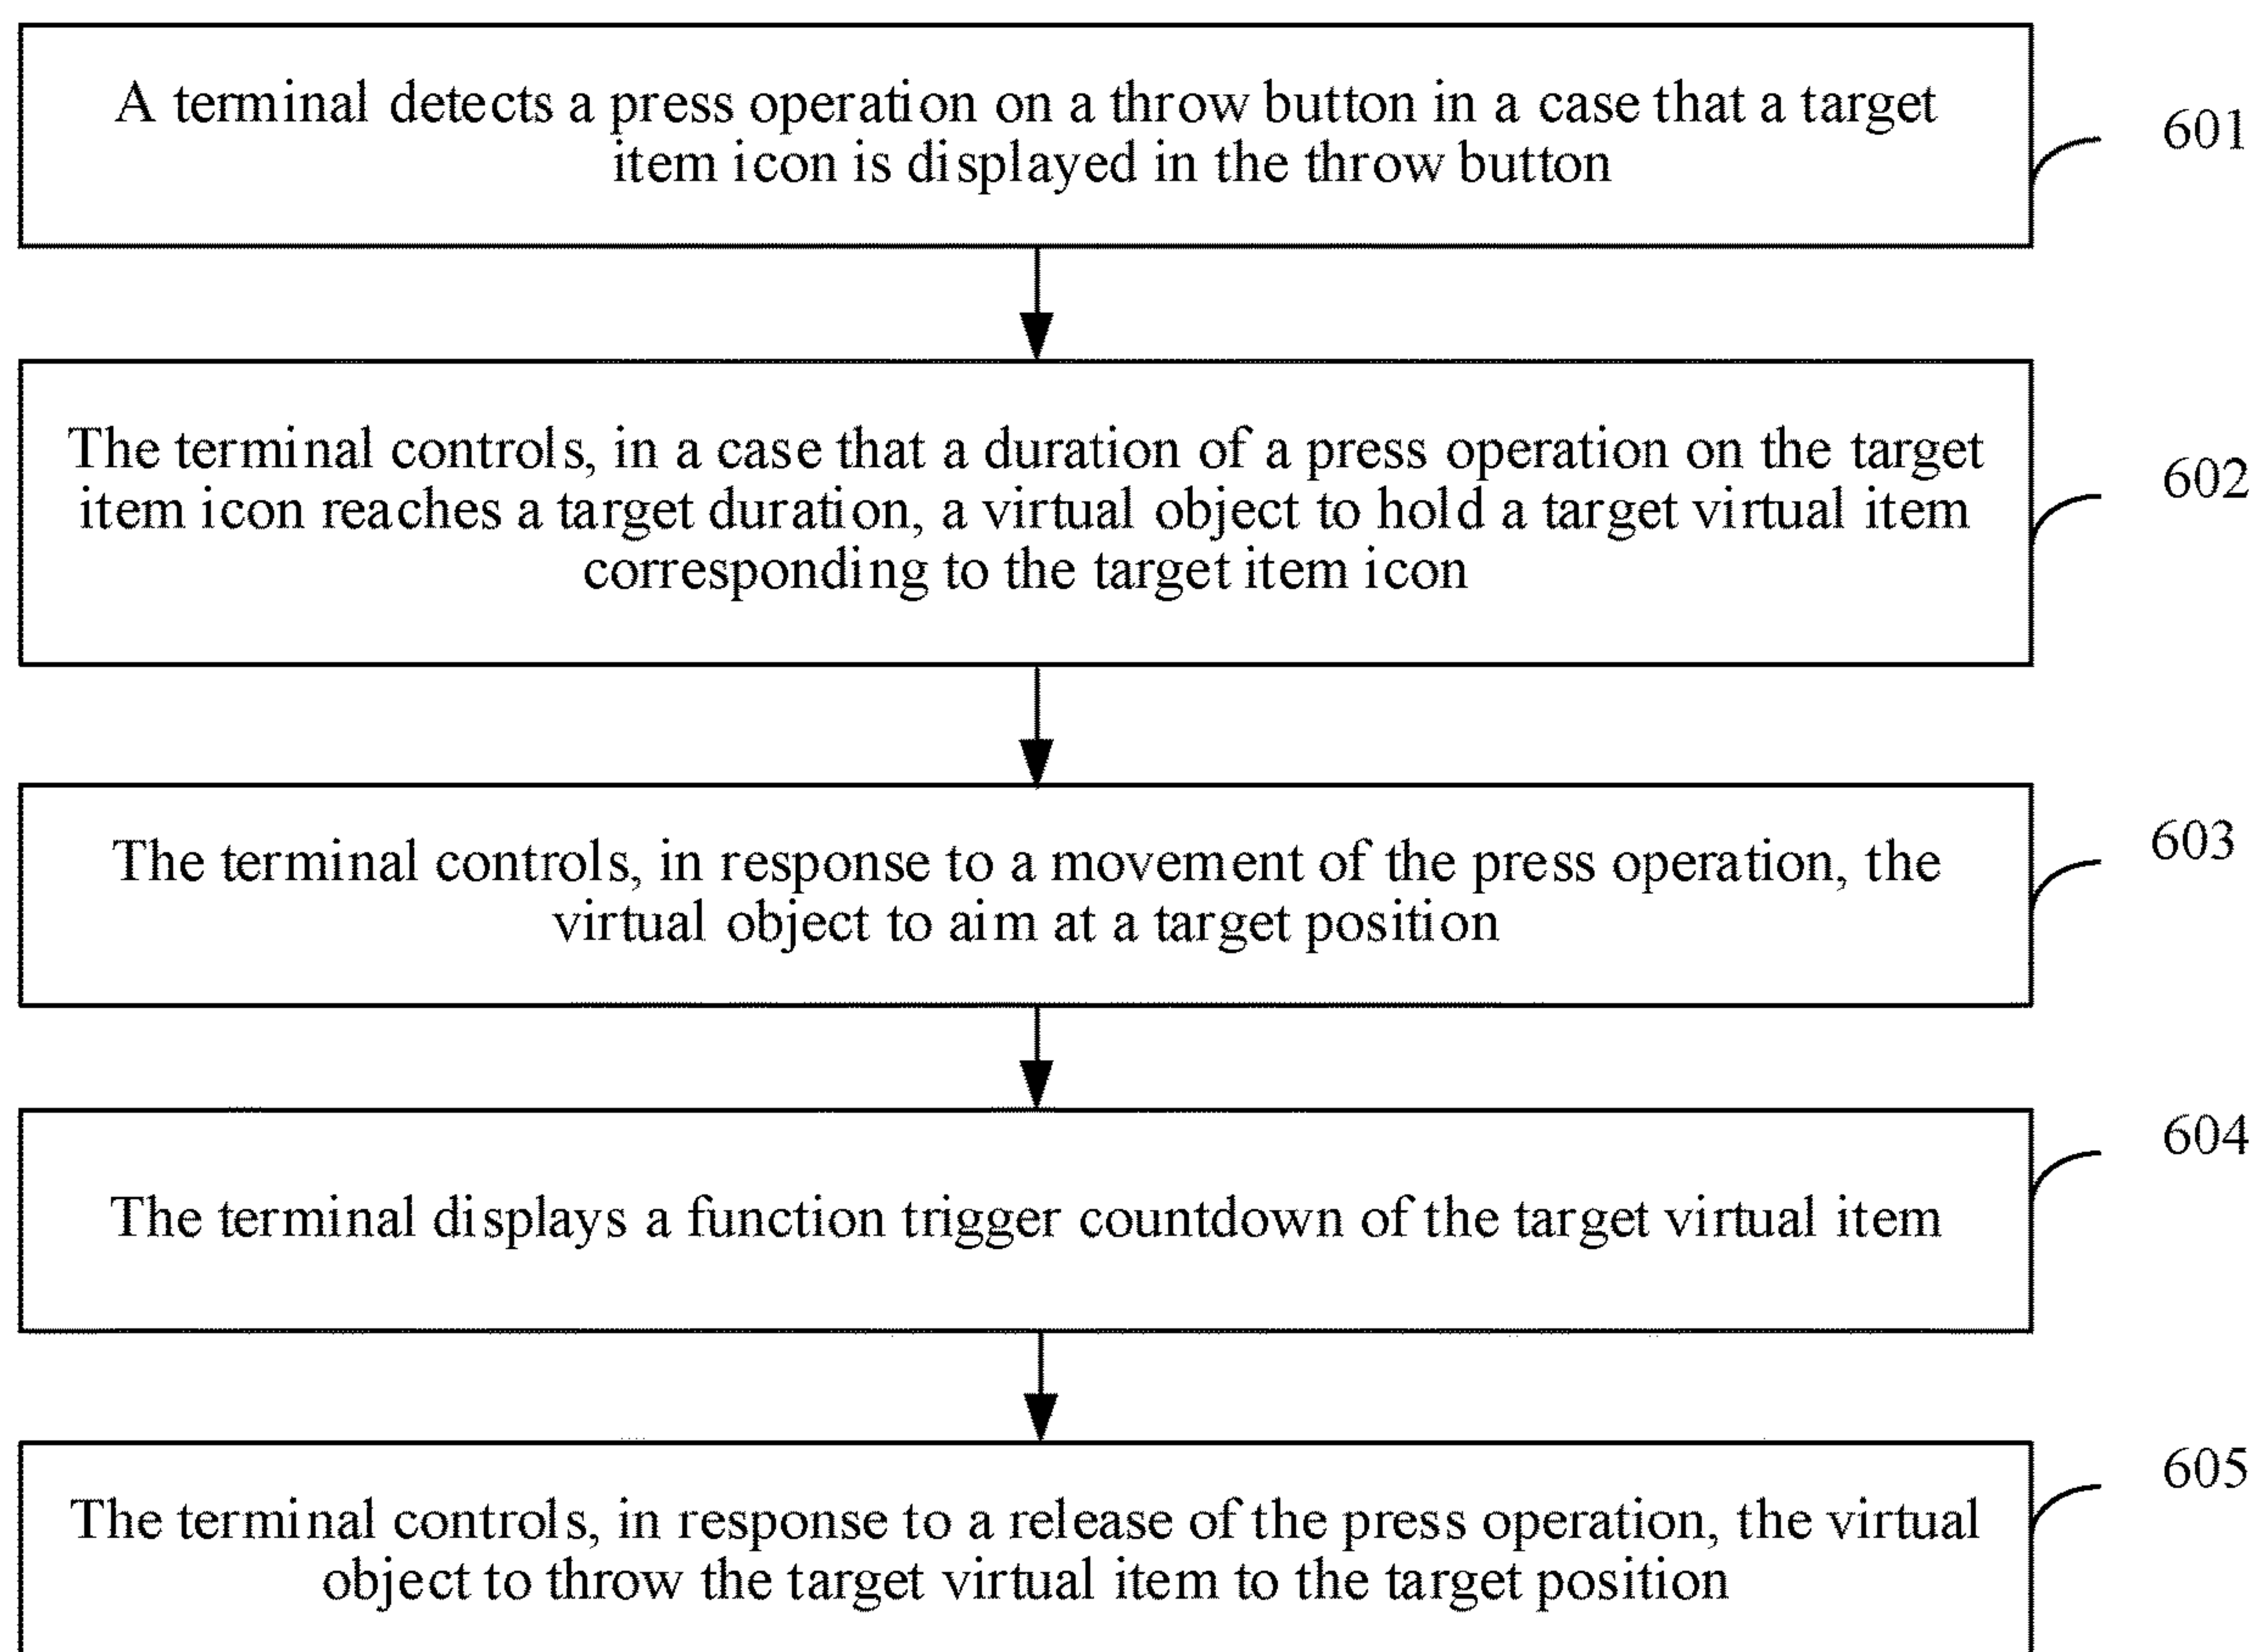 A terminal detects a press operation on a throw button in a case that a target
item icon is displayed in the throw button
601
The terminal controls, in a case that a duration of a press operation on the target
item icon reaches a target duration, a virtual object to hold a target virtual item
corresponding to the target item icon
602
The terminal controls, in response to a movement of the press operation, the
virtual object to aim at a target position
603
The terminal displays a function trigger countdown of the target virtual item
604
The terminal controls, in response to a release of the press operation, the virtual
object to throw the target virtual item to the target position
605